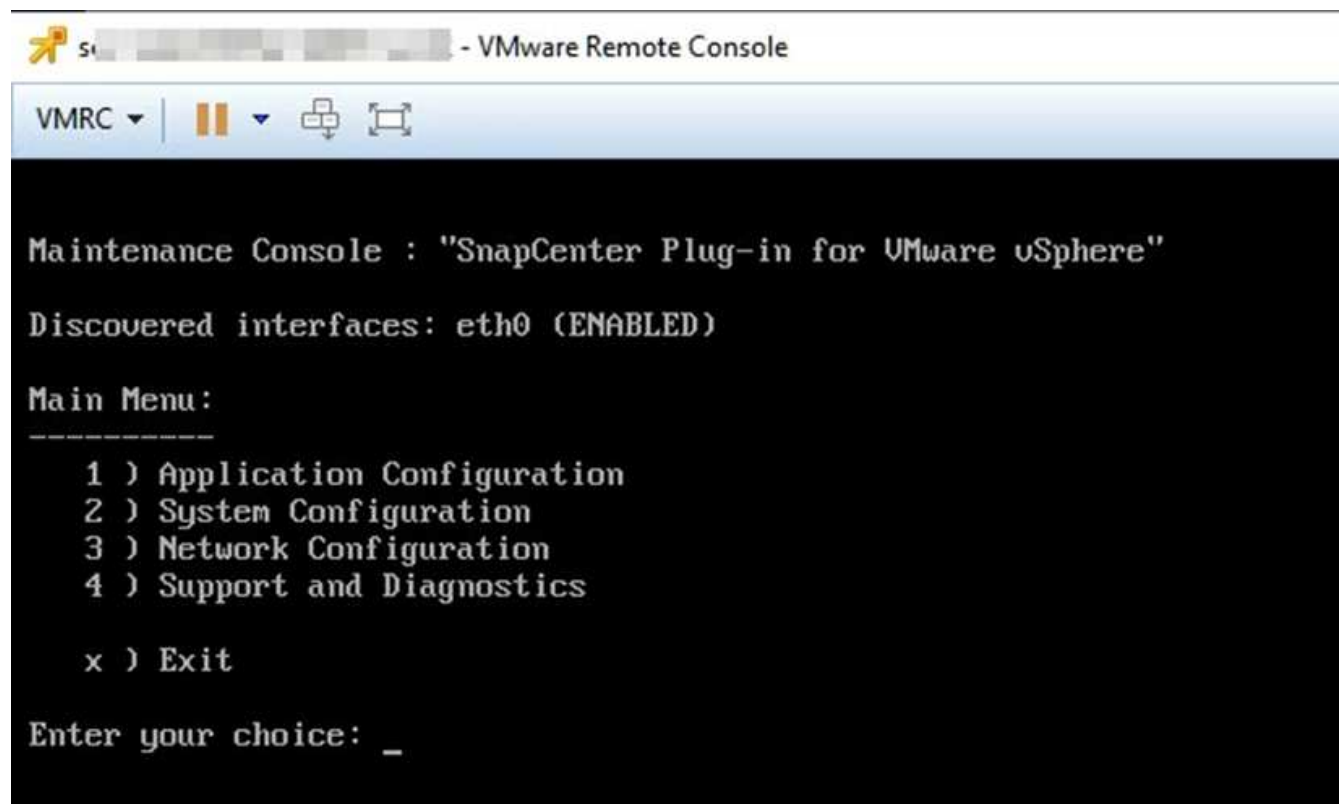 - VMware Remote Console
VMRC
Maintenance Console : "SnapCenter Plug-in for VMware vSphere"
Discovered interfaces: eth0 (ENABLED)
Main Menu:
----------
1 ) Application Configuration
2 ) System Configuration
3 ) Network Configuration
4 ) Support and Diagnostics
x ) Exit
Enter your choice: _